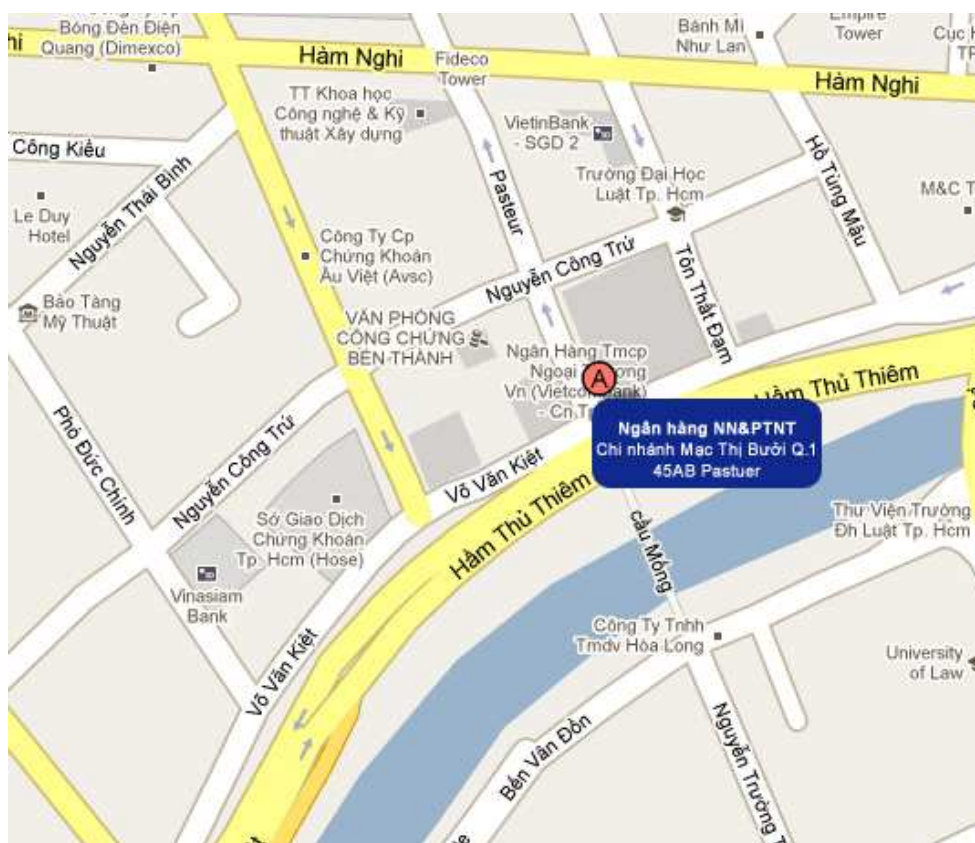 Bóng Đèn Điện
Quang (Dimexco)
Hàm Nghi
Fideco
Tower
Bánh Mì
Như Lan
Empire
Tower
Hàm Nghi
TT Khoa học
Công nghệ & Kỹ
thuật Xây dựng
VietinBank
- SGD 2
Công Kiều
Nguyễn Thái Bình
Pasteur
Trường Đại Học
Luật Tp. Hcm
Hồ Tùng Mậu
Le Duy
Hotel
Công Ty Cp
Chứng Khoán
Âu Việt (Avsc)
Nguyễn Công Trứ
Tôn Thất Đạm
Bảo Tàng
Mỹ Thuật
VĂN PHÒNG
CÔNG CHỨNG
BẾN THÀNH
Ngân Hàng Tmcp
Ngoại
Vn
A
Hầm Thủ Thiêm
Ngân hàng NN&PTNT
Chi nhánh Mạc Thị Bưởi Q.1
45AB Pastuer
Phó Đức Chính
Nguyễn Công Trứ
Võ Văn Kiệt
Sở Giao Dịch
Chứng Khoán
Tp. Hcm (Hose)
Hầm Thủ Thiêm
cầu Mống
Thư Viện Trường
Đh Luật Tp. Hcm
Vinasiam
Bank
Công Ty Tnhh
Tmdv Hòa Long
University
of Law
Võ Văn Kiệt
Bến Vân Đồn
Nguyễn Trường